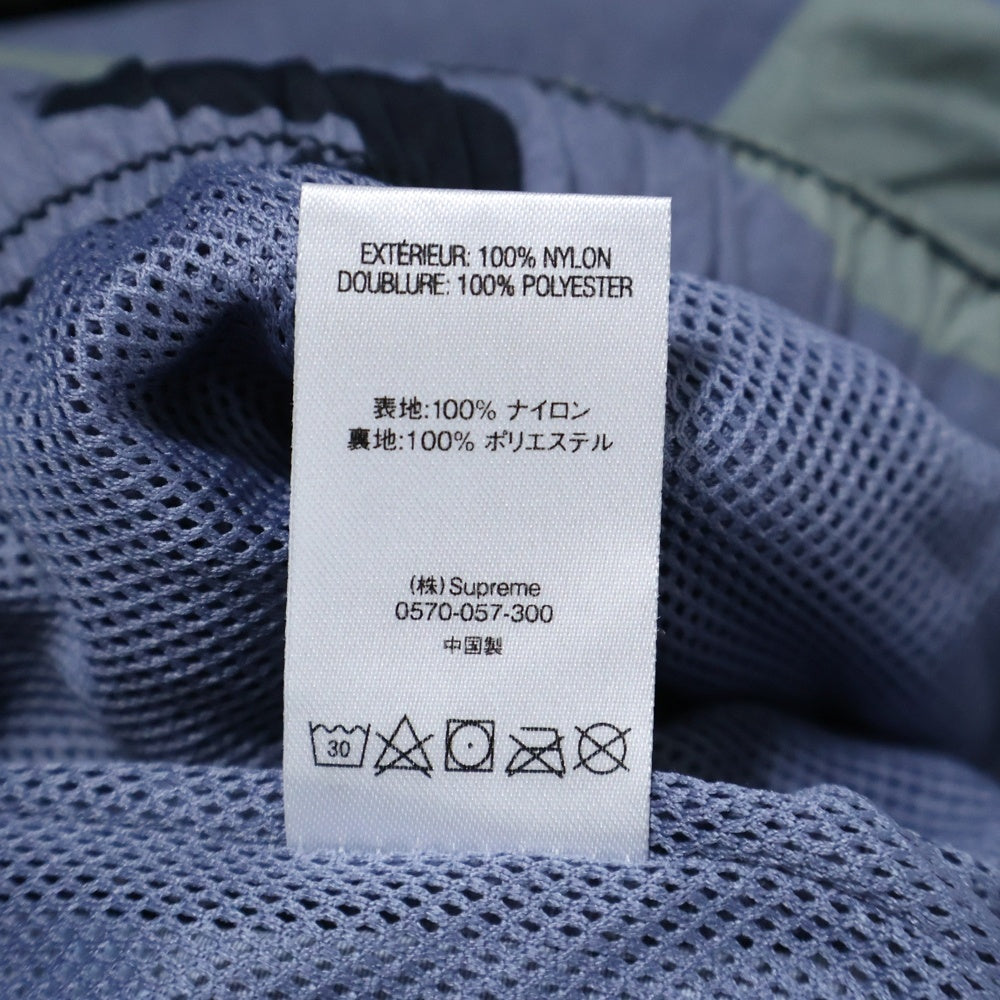 EXTÉRIEUR: 100% NYLON
DOUBLURE: 100% POLYESTER
表地:100% ナイロン
裏地:100% ポリエステル
(株)Supreme
0570-057-300
中国製
30